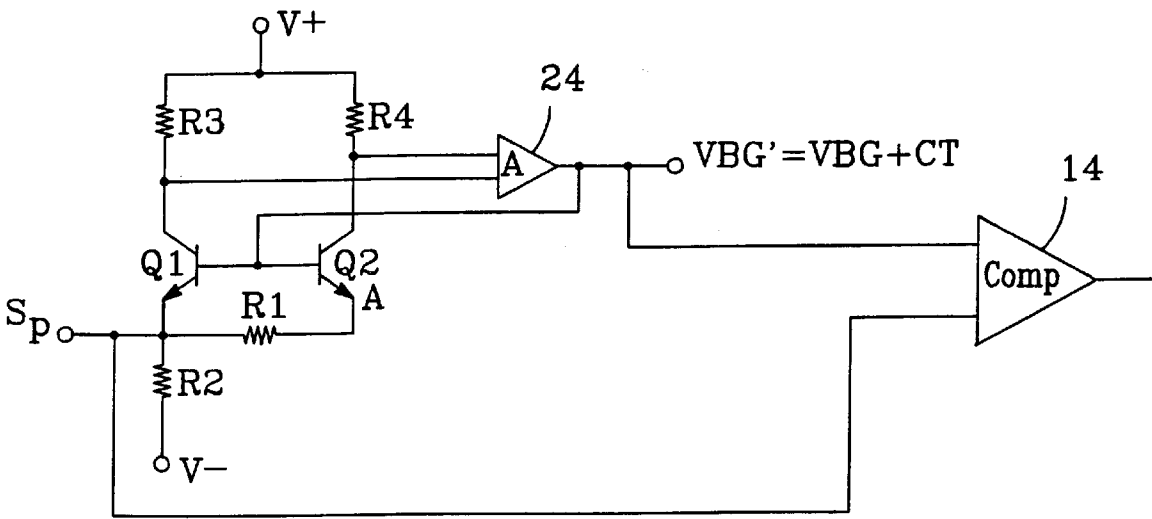 V+
24
R3
R4
A
VBG'=VBG+CT
14
Q1
Q2
Comp
A
R1
Sp
R2
V-